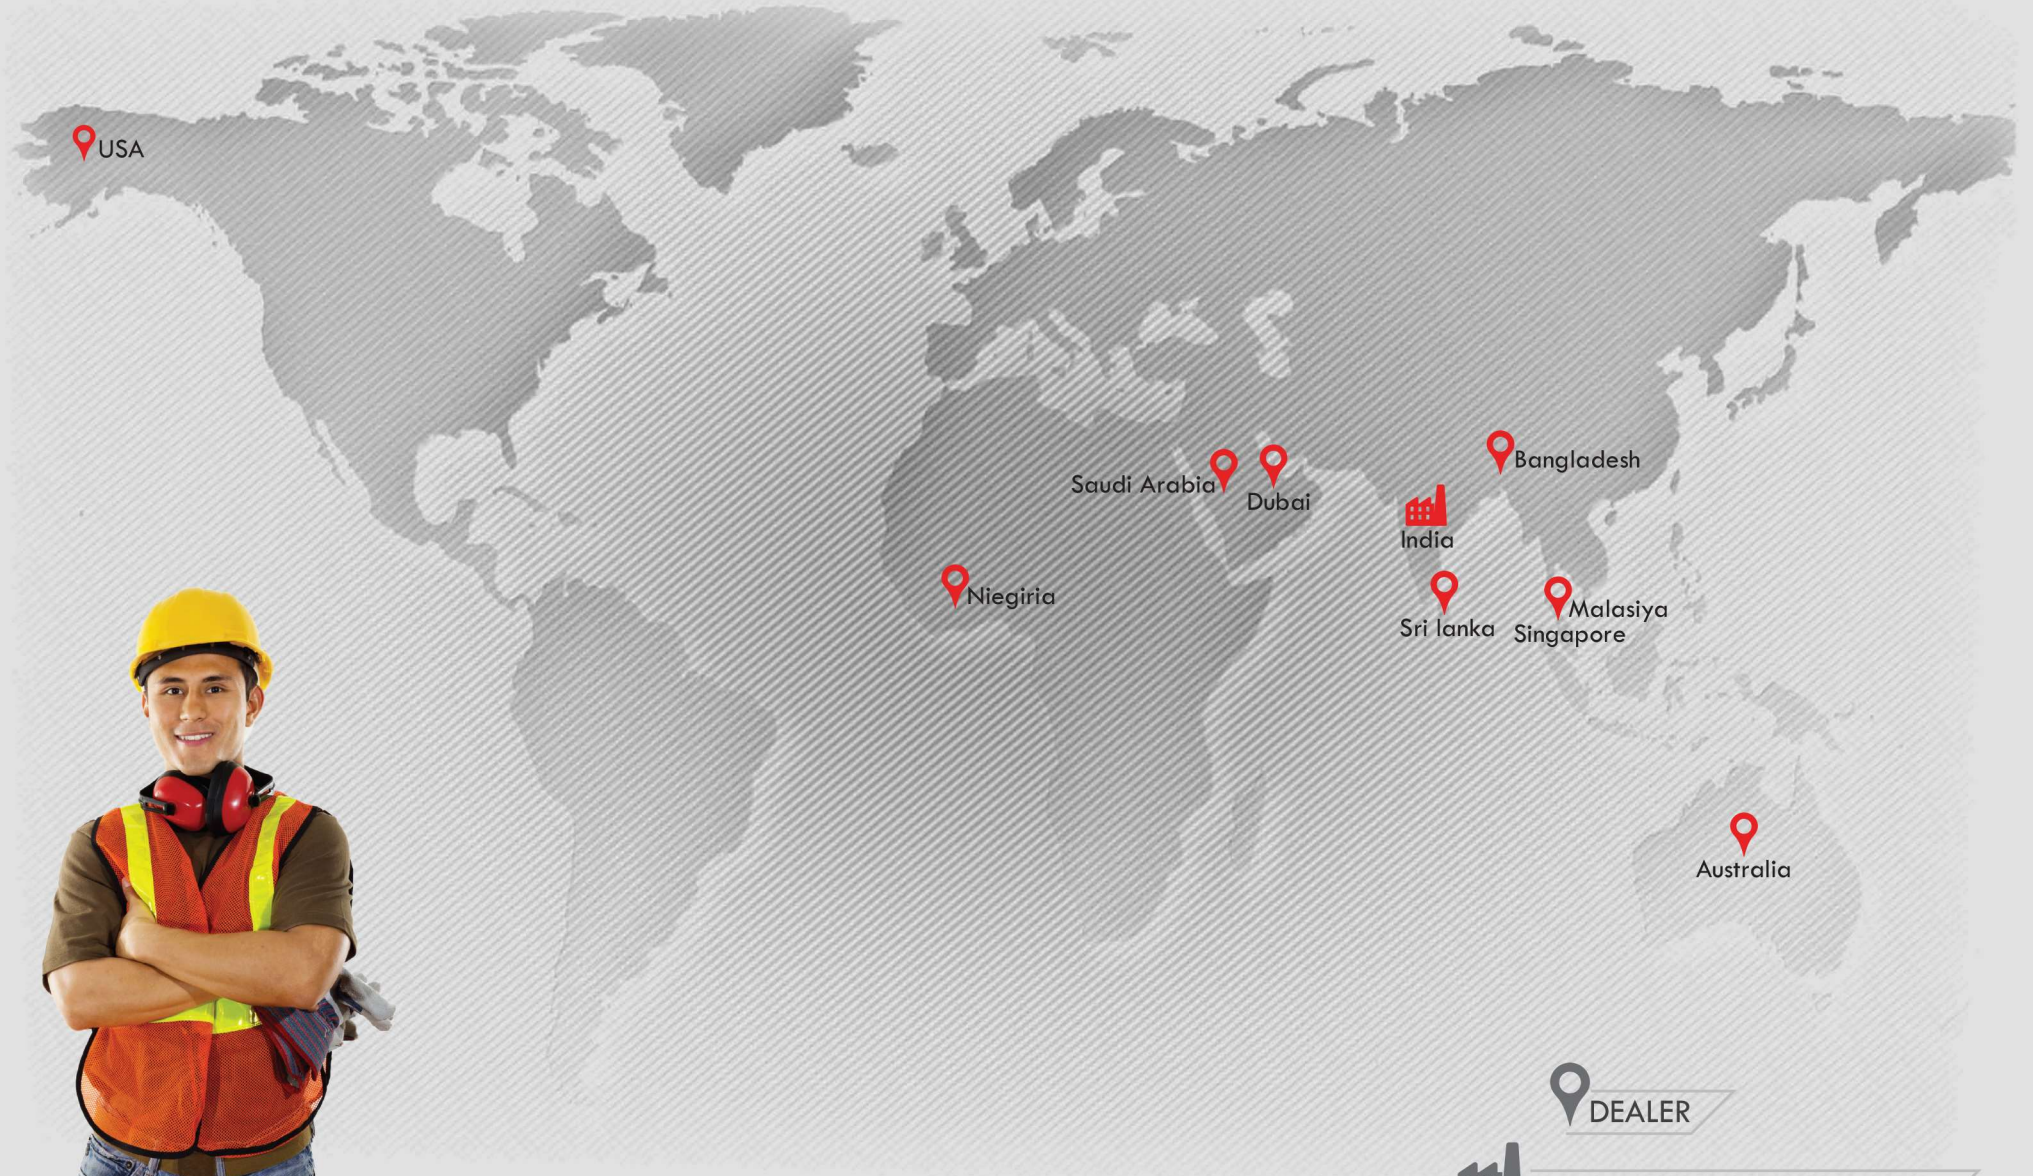 USA
Bangladesh
Saudi Arabia
Dubai
India
Niegiria
Malasiya
Sri lanka
Singapore
Australia
DEALER